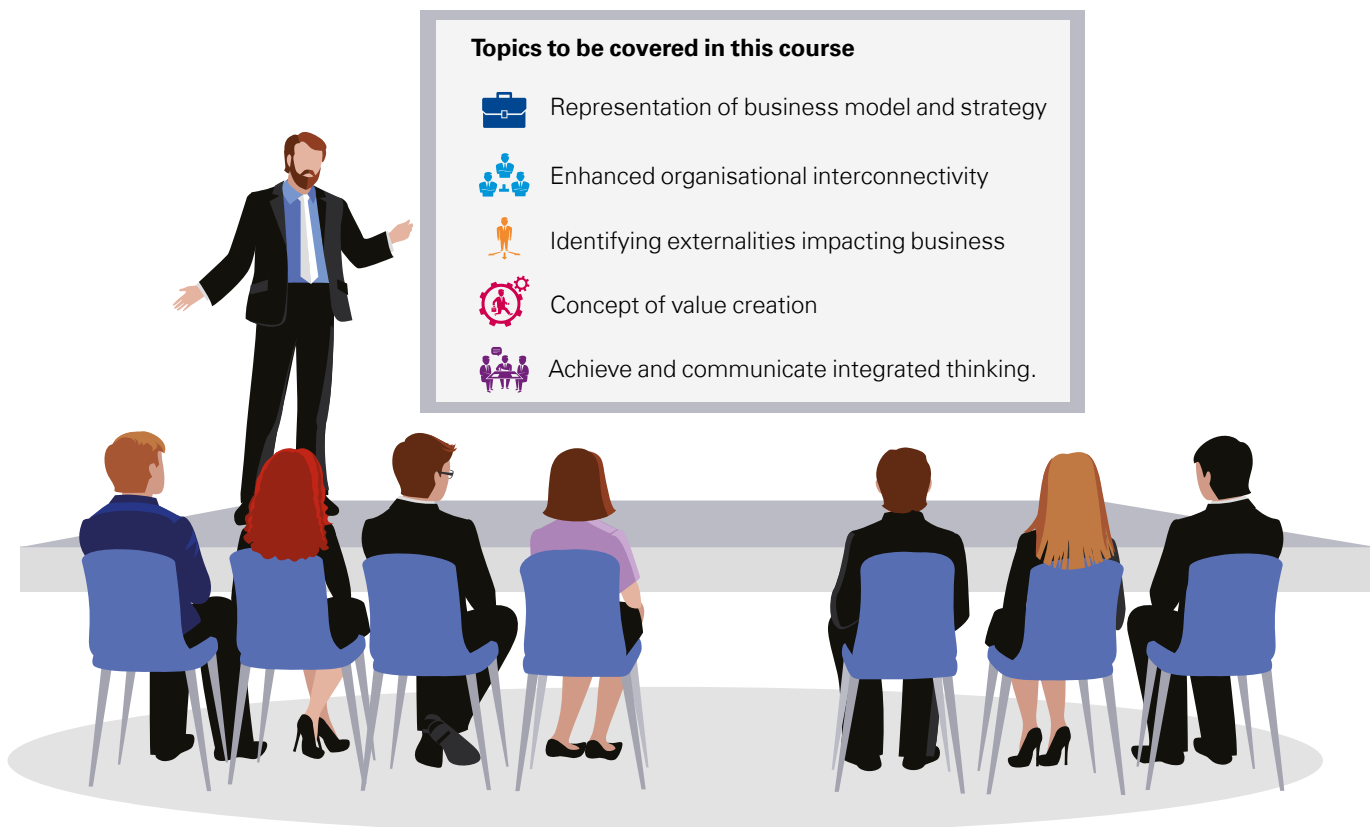 Topics to be covered in this course
Representation of business model and strategy
Enhanced organisational interconnectivity
Identifying externalities impacting business
Concept of value creation
Achieve and communicate integrated thinking.